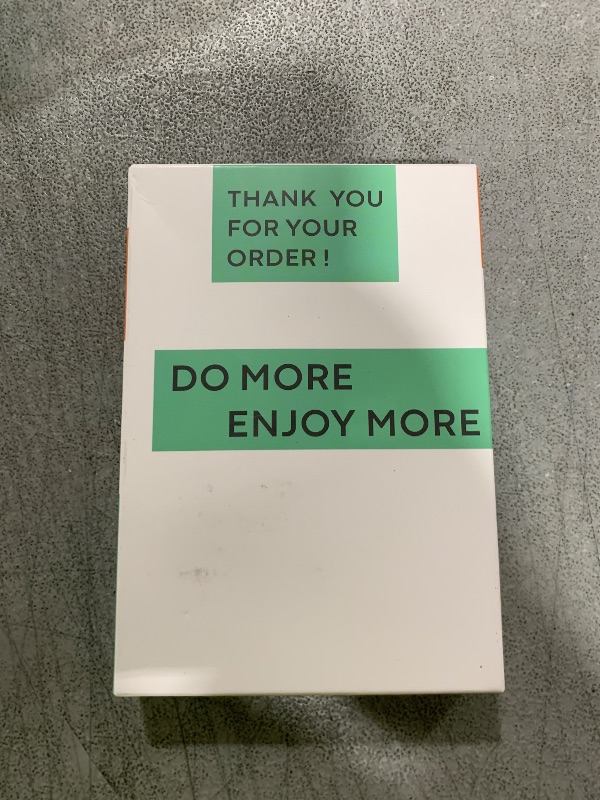 THANK YOU
FOR YOUR
ORDER !
DO MORE
ENJOY MORE